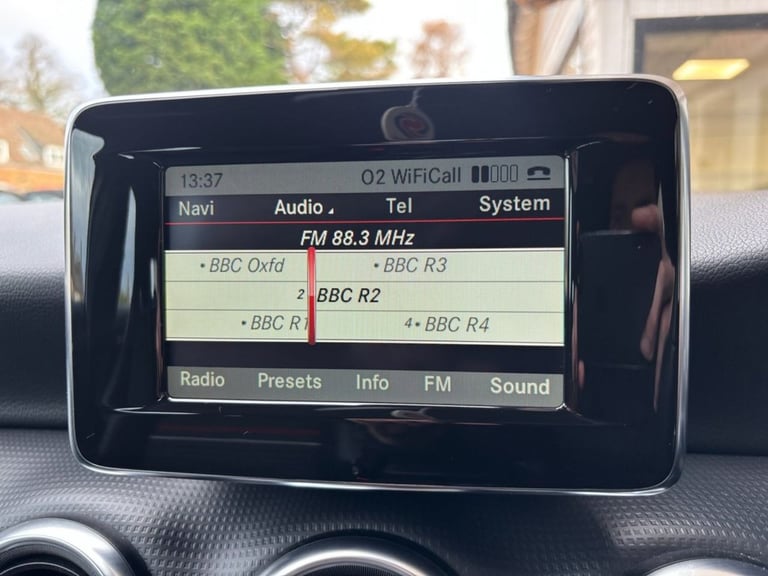 13:37 O2 WiFiCall
Navi Audio Tel System
FM 88.3 MHz
• BBC Oxfd • BBC R3
2 BBC R2
• BBC R1 4• BBC R4
Radio Presets Info FM Sound